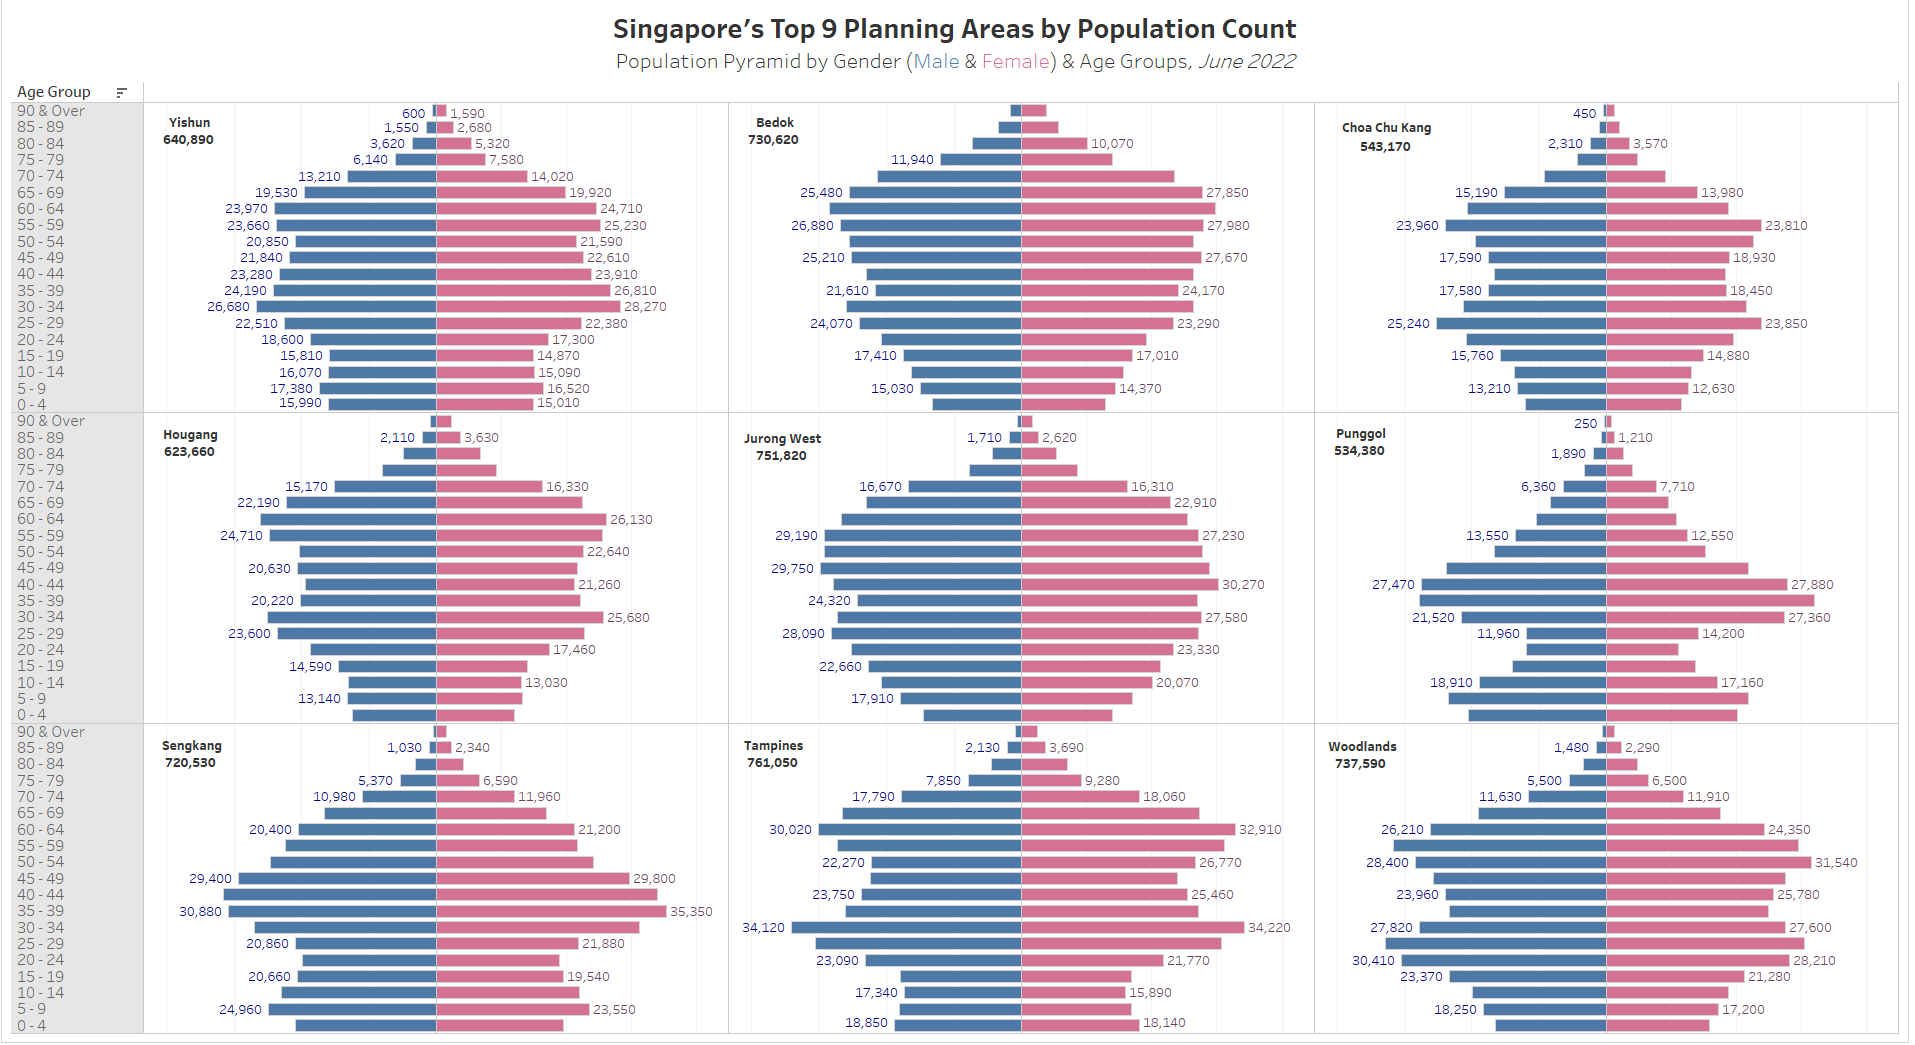 Singapore's Top 9 Planning Areas by Population Count
Population Pyramid by Gender (Male & Female) & Age Groups, June 2022
Age Group
90 & Over
85 - 89
80 - 84
75 - 79
70 - 74
65 - 69
60 - 64
55 - 59
50 - 54
45 - 49
40 - 44
35 - 39
30 - 34
25 - 29
20 - 24
15 - 19
10 - 14
5 - 9
0 - 4
Yishun
640,890
600 1,590
1,550 2,680
3,620 5,320
6,140 7,580
13,210 14,020
19,530 19,920
23,970 24,710
23,660 25,230
20,850 21,590
21,840 22,610
23,280 23,910
24,190 26,810
26,680 28,270
22,510 22,380
18,600 17,300
15,810 14,870
16,070 15,090
17,380 16,520
15,990 15,010
Bedok
730,620
10,070
11,940
25,480 27,850
26,880 27,980
25,210 27,670
21,610 24,170
24,070 23,290
17,410 17,010
15,030 14,370
Choa Chu Kang
543,170
450
2,310 3,570
15,190 13,980
23,960 23,810
17,590 18,930
17,580 18,450
25,240 23,850
15,760 14,880
13,210 12,630
90 & Over
85 - 89
80 - 84
75 - 79
70 - 74
65 - 69
60 - 64
55 - 59
50 - 54
45 - 49
40 - 44
35 - 39
30 - 34
25 - 29
20 - 24
15 - 19
10 - 14
5 - 9
0 - 4
Hougang
623,660
2,110 3,630
15,170 16,330
22,190
26,130
24,710
22,640
20,630
21,260
20,220
25,680
23,600
17,460
14,590
13,030
13,140
Jurong West
751,820
1,710 2,620
16,670 16,310
22,910
29,190 27,230
29,750
30,270
24,320
27,580
28,090
23,330
22,660
20,070
17,910
Punggol
534,380
250
1,210
1,890
6,360 7,710
13,550 12,550
27,470 27,880
21,520 27,360
11,960 14,200
18,910 17,160
90 & Over
85 - 89
80 - 84
75 - 79
70 - 74
65 - 69
60 - 64
55 - 59
50 - 54
45 - 49
40 - 44
35 - 39
30 - 34
25 - 29
20 - 24
15 - 19
10 - 14
5 - 9
0 - 4
Sengkang
720,530
1,030 2,340
5,370 6,590
10,980 11,960
20,400 21,200
29,400 29,800
30,880 35,350
20,860 21,880
20,660 19,540
24,960 23,550
Tampines
761,050
2,130 3,690
7,850 9,280
17,790 18,060
30,020 32,910
22,270 26,770
23,750 25,460
34,120 34,220
23,090 21,770
17,340 15,890
18,850 18,140
Woodlands
737,590
1,480 2,290
5,500 6,500
11,630 11,910
26,210 24,350
28,400 31,540
23,960 25,780
27,820 27,600
30,410 28,210
23,370 21,280
18,250 17,200